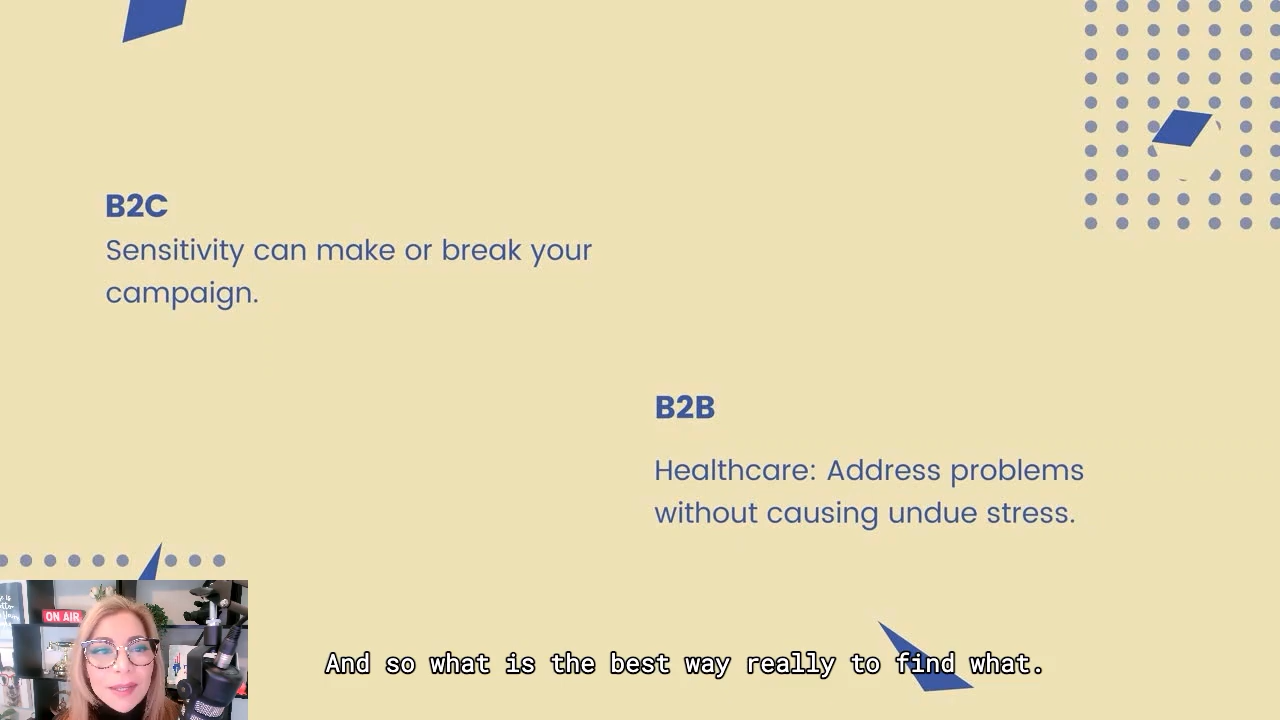 B2C
Sensitivity can make or break your
campaign.
B2B
Healthcare: Address problems
without causing undue stress.
ON AIR
And so what is the best way really to find what.